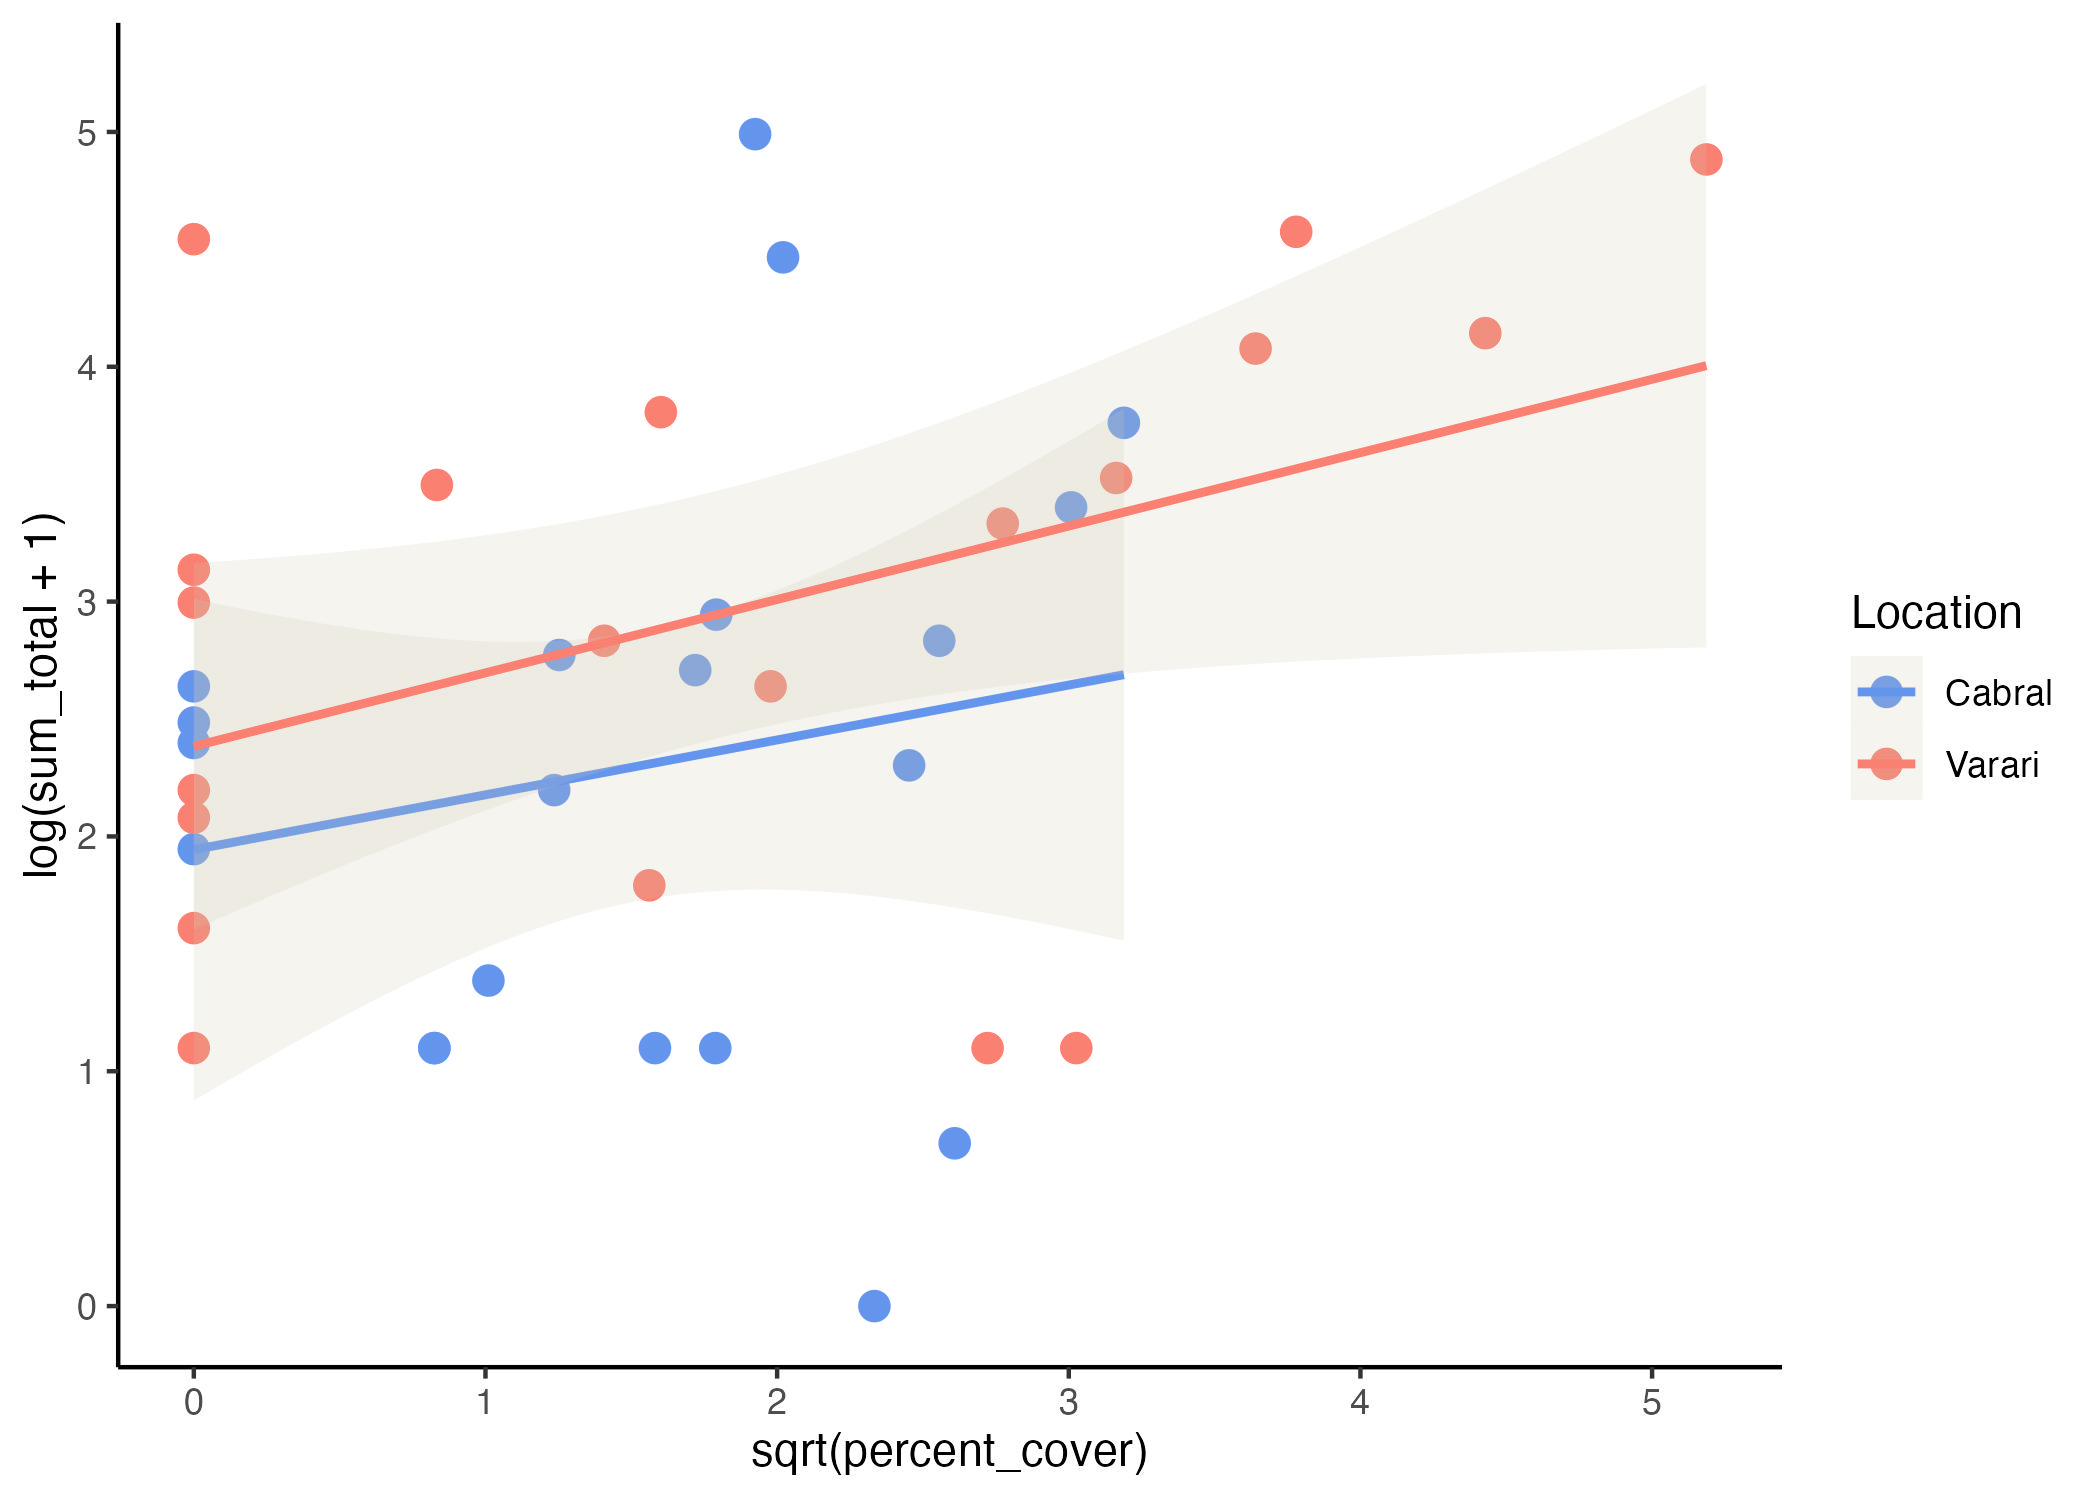 log(sum_total + 1)
5
4
3
2
1
0
0 1 2 3 4 5
sqrt(percent_cover)
Location
Cabral
Varari